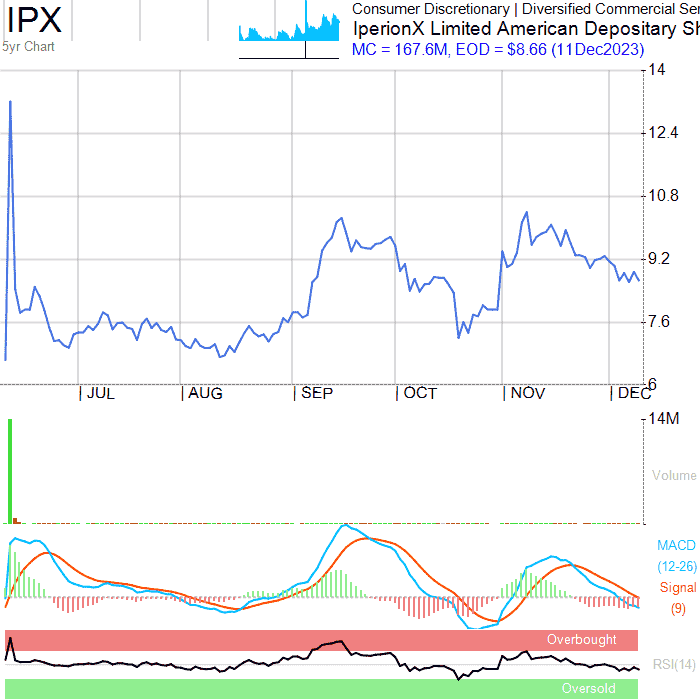 IPX
Consumer Discretionary | Diversified Commercial Ser
IperionX Limited American Depositary Sh
5yr Chart
MC = 167.6M, EOD = $8.66 (11Dec2023)
14
12.4
10.8
9.2
7.6
6
| JUL | AUG | SEP | OCT | NOV | DEC
14M
Volume
MACD
(12-26)
Signal
(9)
Overbought
RSI(14)
Oversold